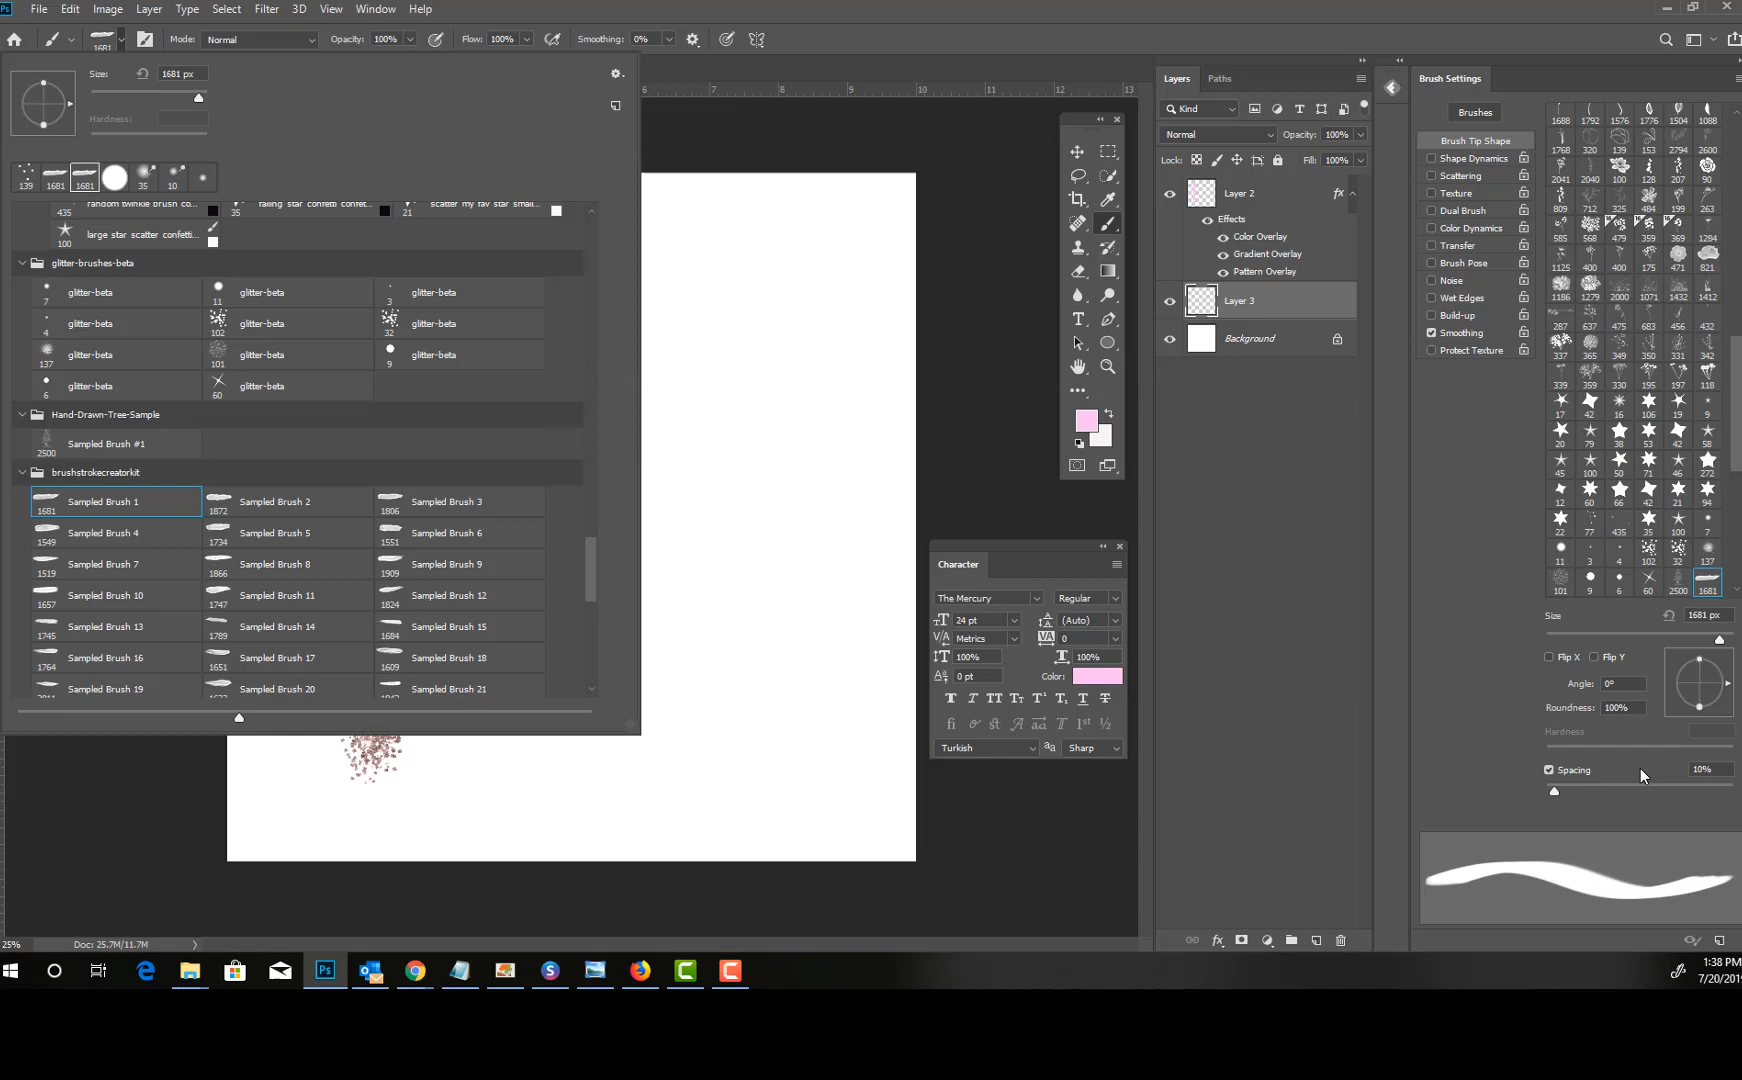 Ps File Edit Image Layer Type Select Filter 3D View Window Help
1681 Mode: Normal Opacity: 100% Flow: 100% Smoothing: 0%
Size: 1681 px
Hardness:
139 1681 1681 35 10
435 random twinkle brush co... 35 falling star confetti confet... 21 scatter my fav star small...
100 large star scatter confetti...
glitter-brushes-beta
7 glitter-beta 11 glitter-beta 3 glitter-beta
4 glitter-beta 102 glitter-beta 32 glitter-beta
137 glitter-beta 101 glitter-beta 9 glitter-beta
6 glitter-beta 60 glitter-beta
Hand-Drawn-Tree-Sample
2500 Sampled Brush #1
brushstrokecreatorkit
1681 Sampled Brush 1 1872 Sampled Brush 2 1806 Sampled Brush 3
1549 Sampled Brush 4 1734 Sampled Brush 5 1551 Sampled Brush 6
1519 Sampled Brush 7 1866 Sampled Brush 8 1909 Sampled Brush 9
1657 Sampled Brush 10 1747 Sampled Brush 11 1824 Sampled Brush 12
1745 Sampled Brush 13 1789 Sampled Brush 14 1684 Sampled Brush 15
1764 Sampled Brush 16 1651 Sampled Brush 17 1609 Sampled Brush 18
Sampled Brush 19 Sampled Brush 20 Sampled Brush 21
6 7 8 9 10 11 12 13
Character
The Mercury Regular
24 pt (Auto)
Metrics 0
100% 100%
0 pt Color:
Turkish Sharp
Layers Paths
Kind
Normal Opacity: 100%
Lock: Fill: 100%
Layer 2 fx
Effects
Color Overlay
Gradient Overlay
Pattern Overlay
Layer 3
Background
Brush Settings
Brushes
Brush Tip Shape
Shape Dynamics
Scattering
Texture
Dual Brush
Color Dynamics
Transfer
Brush Pose
Noise
Wet Edges
Build-up
Smoothing
Protect Texture
1688 1792 1576 1776 1504 1088
1768 320 139 153 2794 2600
2041 2040 100 128 207 90
809 712 325 484 199 263
585 568 479 359 369 1284
1125 400 400 175 471 821
1186 1279 2000 1071 1432 1412
287 637 475 683 456 432
337 365 349 350 331 342
339 359 330 195 197 118
17 42 16 106 19 9
20 79 38 53 42 58
45 100 50 71 46 272
12 60 66 42 21 94
22 77 435 35 100 7
11 3 4 102 32 137
101 9 6 60 2500 1681
Size 1681 px
Flip X Flip Y
Angle: 0°
Roundness: 100%
Hardness
Spacing 10%
25% Doc: 25.7M/11.7M
1:38 PM
7/20/201